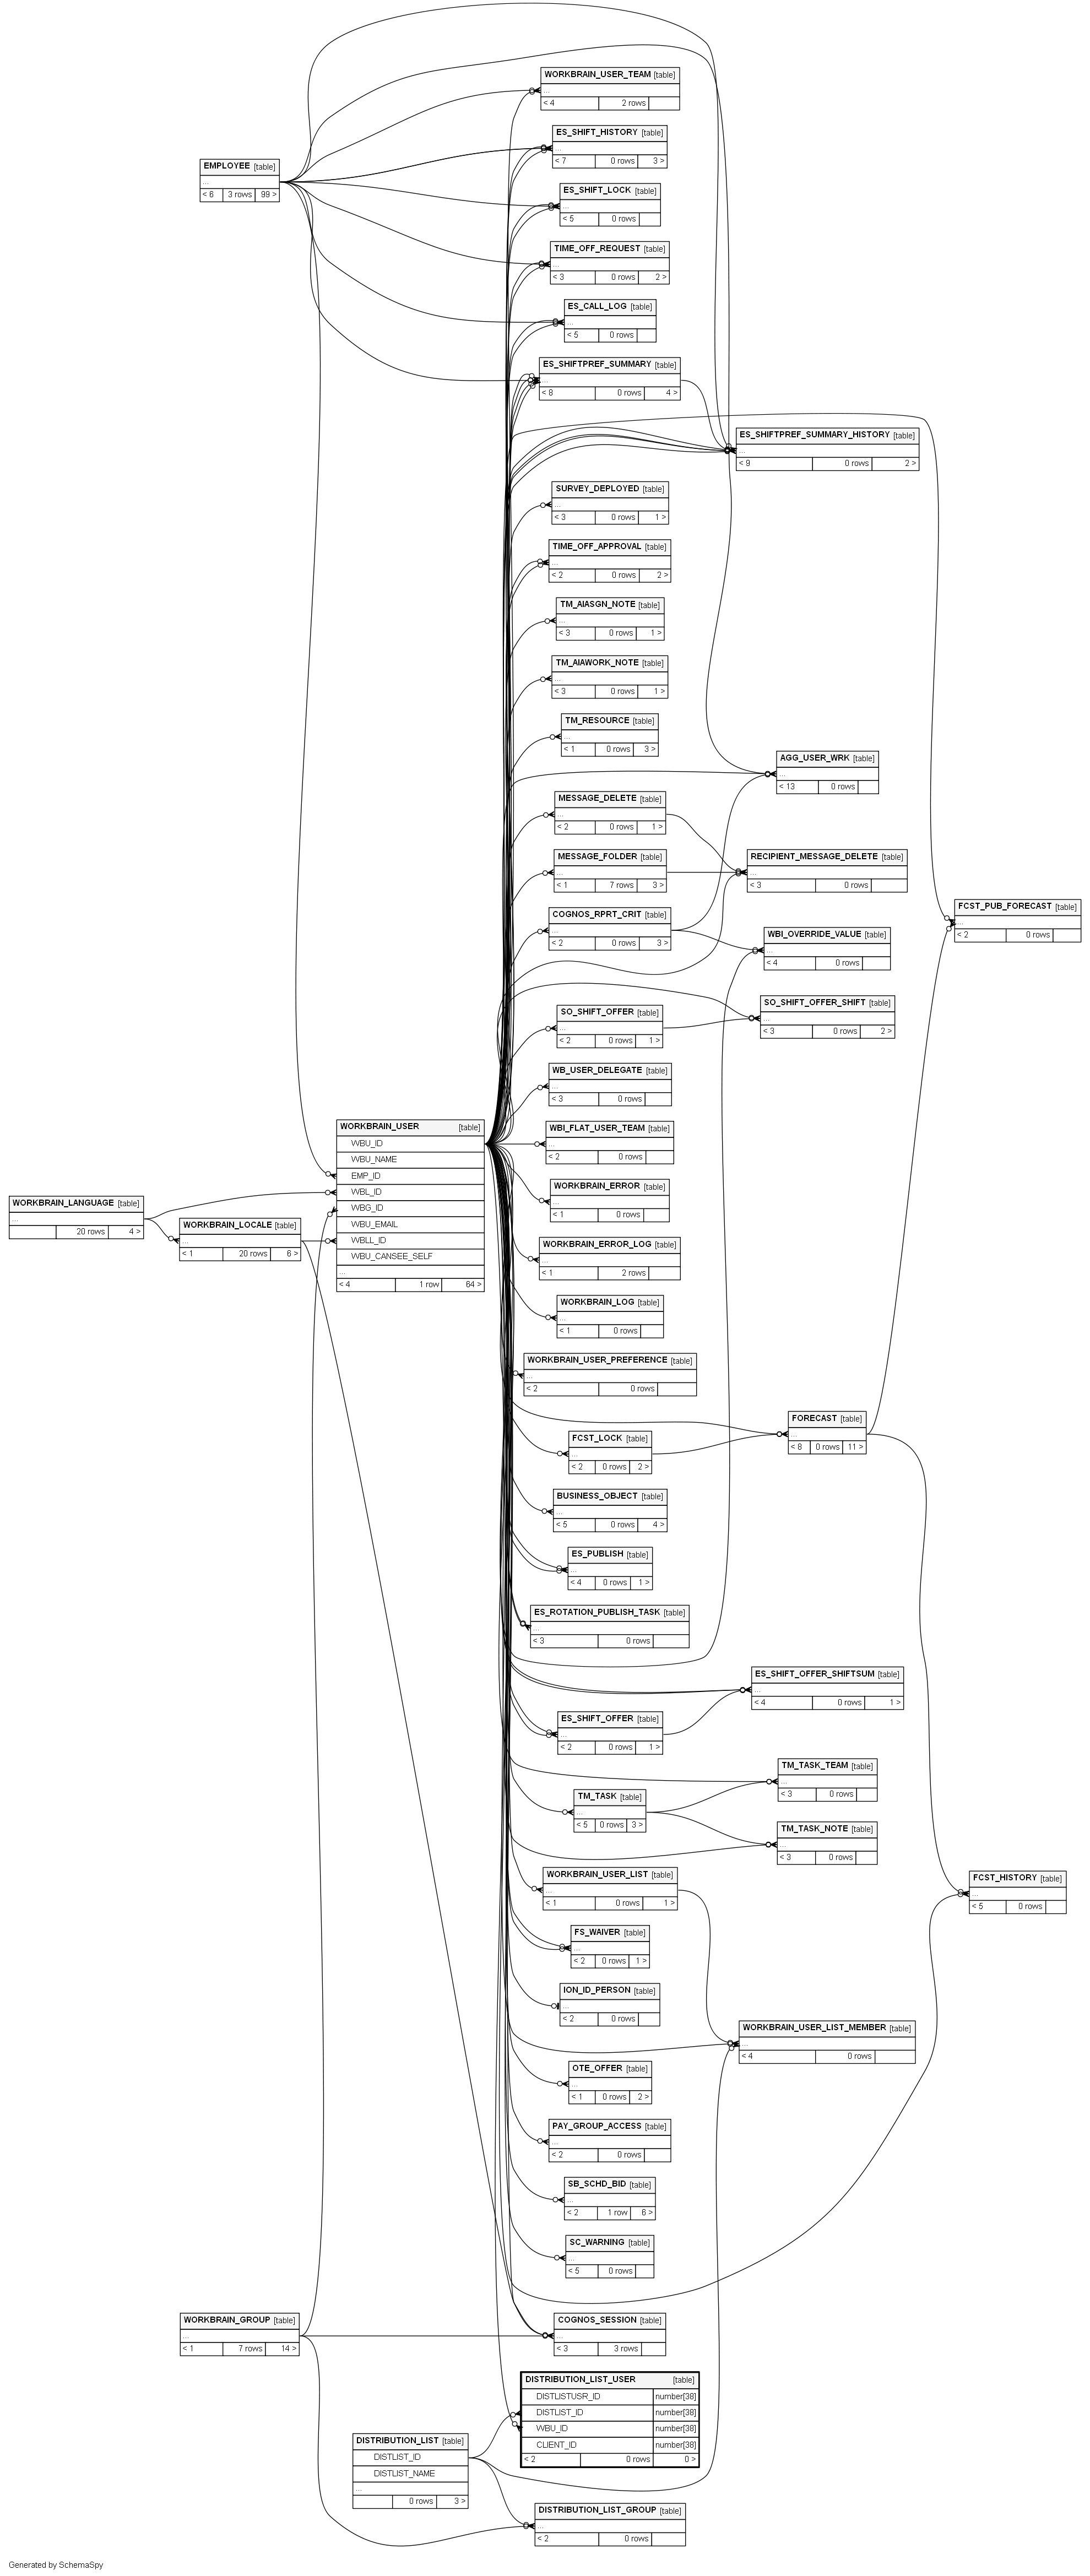 WORKBRAIN_USER_TEAM [table]
...
< 4 2 rows
ES_SHIFT_HISTORY [table]
...
< 7 0 rows 3 >
EMPLOYEE [table]
...
< 6 3 rows 99 >
ES_SHIFT_LOCK [table]
...
< 5 0 rows
TIME_OFF_REQUEST [table]
...
< 3 0 rows 2 >
ES_CALL_LOG [table]
...
< 5 0 rows
ES_SHIFTPREF_SUMMARY [table]
...
< 8 0 rows 4 >
ES_SHIFTPREF_SUMMARY_HISTORY [table]
...
< 9 0 rows 2 >
SURVEY_DEPLOYED [table]
...
< 3 0 rows 1 >
TIME_OFF_APPROVAL [table]
...
< 2 0 rows 2 >
TM_AIASGN_NOTE [table]
...
< 3 0 rows 1 >
TM_AIAWORK_NOTE [table]
...
< 3 0 rows 1 >
TM_RESOURCE [table]
...
< 1 0 rows 3 >
AGG_USER_WRK [table]
...
< 13 0 rows
MESSAGE_DELETE [table]
...
< 2 0 rows 1 >
MESSAGE_FOLDER [table]
...
< 1 7 rows 3 >
RECIPIENT_MESSAGE_DELETE [table]
...
< 3 0 rows
FCST_PUB_FORECAST [table]
...
< 2 0 rows
COGNOS_RPRT_CRIT [table]
...
< 2 0 rows 3 >
WBI_OVERRIDE_VALUE [table]
...
< 4 0 rows
SO_SHIFT_OFFER_SHIFT [table]
...
< 3 0 rows 2 >
SO_SHIFT_OFFER [table]
...
< 2 0 rows 1 >
WB_USER_DELEGATE [table]
...
< 3 0 rows
WORKBRAIN_USER [table]
WBU_ID
WBU_NAME
EMP_ID
WBL_ID
WBG_ID
WBU_EMAIL
WBLL_ID
WBU_CANSEE_SELF
...
< 4 1 row 64 >
WBI_FLAT_USER_TEAM [table]
...
< 2 0 rows
WORKBRAIN_ERROR [table]
...
< 1 0 rows
WORKBRAIN_LANGUAGE [table]
...
20 rows 4 >
WORKBRAIN_LOCALE [table]
...
< 1 20 rows 6 >
WORKBRAIN_ERROR_LOG [table]
...
< 1 2 rows
WORKBRAIN_LOG [table]
...
< 1 0 rows
WORKBRAIN_USER_PREFERENCE [table]
...
< 2 0 rows
FORECAST [table]
...
< 8 0 rows 11 >
FCST_LOCK [table]
...
< 2 0 rows 2 >
BUSINESS_OBJECT [table]
...
< 5 0 rows 4 >
ES_PUBLISH [table]
...
< 4 0 rows 1 >
ES_ROTATION_PUBLISH_TASK [table]
...
< 3 0 rows
ES_SHIFT_OFFER_SHIFTSUM [table]
...
< 4 0 rows 1 >
ES_SHIFT_OFFER [table]
...
< 2 0 rows 1 >
TM_TASK_TEAM [table]
...
< 3 0 rows
TM_TASK [table]
...
< 5 0 rows 3 >
TM_TASK_NOTE [table]
...
< 3 0 rows
WORKBRAIN_USER_LIST [table]
...
< 1 0 rows 1 >
FCST_HISTORY [table]
...
< 5 0 rows
FS_WAIVER [table]
...
< 2 0 rows 1 >
ION_ID_PERSON [table]
...
< 2 0 rows
WORKBRAIN_USER_LIST_MEMBER [table]
...
< 4 0 rows
OTE_OFFER [table]
...
< 1 0 rows 2 >
PAY_GROUP_ACCESS [table]
...
< 2 0 rows
SB_SCHD_BID [table]
...
< 2 1 row 6 >
SC_WARNING [table]
...
< 5 0 rows
WORKBRAIN_GROUP [table]
...
< 1 7 rows 14 >
COGNOS_SESSION [table]
...
< 3 3 rows
DISTRIBUTION_LIST_USER [table]
DISTLISTUSR_ID number[38]
DISTLIST_ID number[38]
WBU_ID number[38]
CLIENT_ID number[38]
< 2 0 rows 0 >
DISTRIBUTION_LIST [table]
DISTLIST_ID
DISTLIST_NAME
...
0 rows 3 >
DISTRIBUTION_LIST_GROUP [table]
...
< 2 0 rows
Generated by SchemaSpy